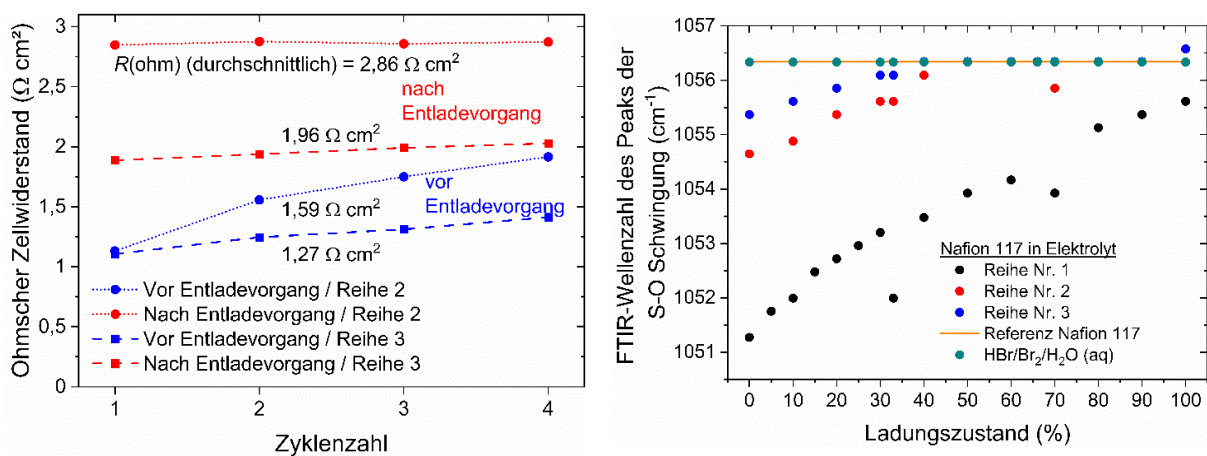 Ohmscher Zellwiderstand (Ω cm²)
3
2,5
2
1,5
1
0,5
0
R(ohm) (durchschnittlich) = 2,86 Ω cm²
nach
Entladevorgang
1,96 Ω cm²
vor
Entladevorgang
1,59 Ω cm²
1,27 Ω cm²
Vor Entladevorgang / Reihe 2
Nach Entladevorgang / Reihe 2
Vor Entladevorgang / Reihe 3
Nach Entladevorgang / Reihe 3
1 2 3 4
Zyklenzahl
FTIR-Wellenzahl des Peaks der
S-O Schwingung (cm⁻¹)
1057
1056
1055
1054
1053
1052
1051
Nafion 117 in Elektrolyt
Reihe Nr. 1
Reihe Nr. 2
Reihe Nr. 3
Referenz Nafion 117
HBr/Br₂/H₂O (aq)
0 10 20 30 40 50 60 70 80 90 100
Ladungszustand (%)